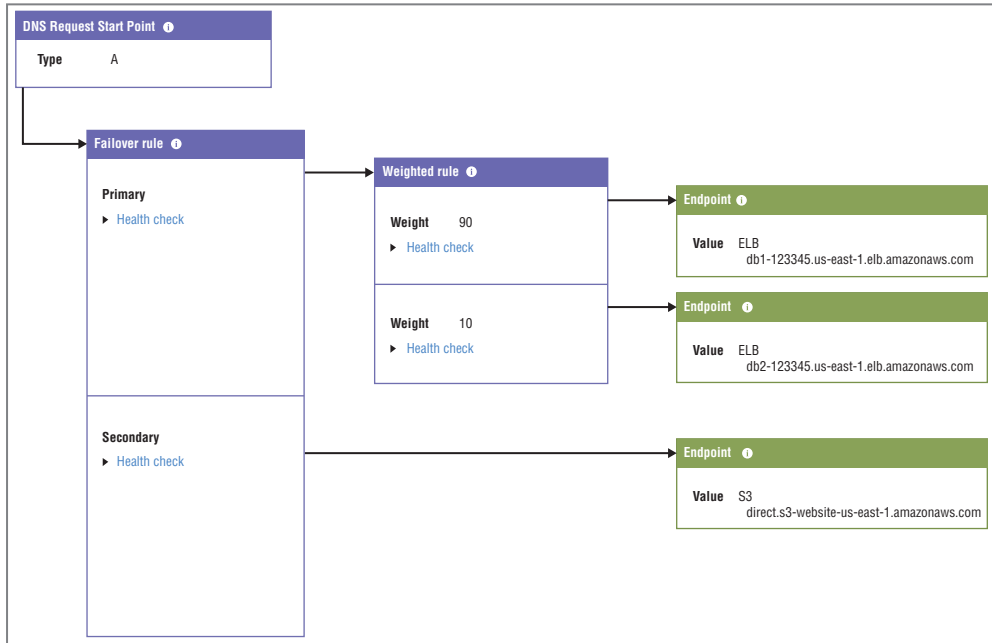 DNS Request Start Point
Type A
Failover rule
Primary
Health check
Secondary
Health check
Weighted rule
Weight 90
Health check
Weight 10
Health check
Endpoint
Value ELB
db1-123345.us-east-1.elb.amazonaws.com
Endpoint
Value ELB
db2-123345.us-east-1.elb.amazonaws.com
Endpoint
Value S3
direct.s3-website-us-east-1.amazonaws.com